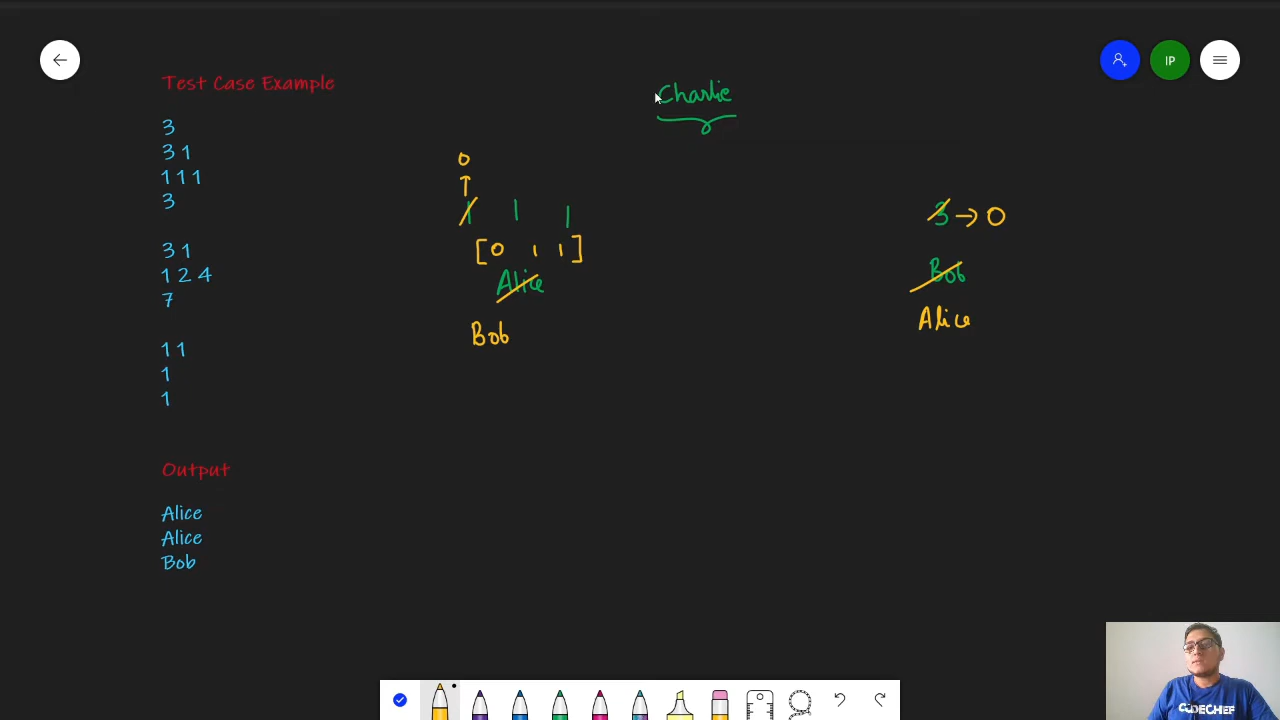 Test Case Example
3
3 1
1 1 1
3
3 1
1 2 4
7
1 1
1
1
Output
Alice
Alice
Bob
Charlie
0
1 1 1
[0 1 1]
Alice
Bob
3 → 0
Bob
Alice
IP
CODECHEF